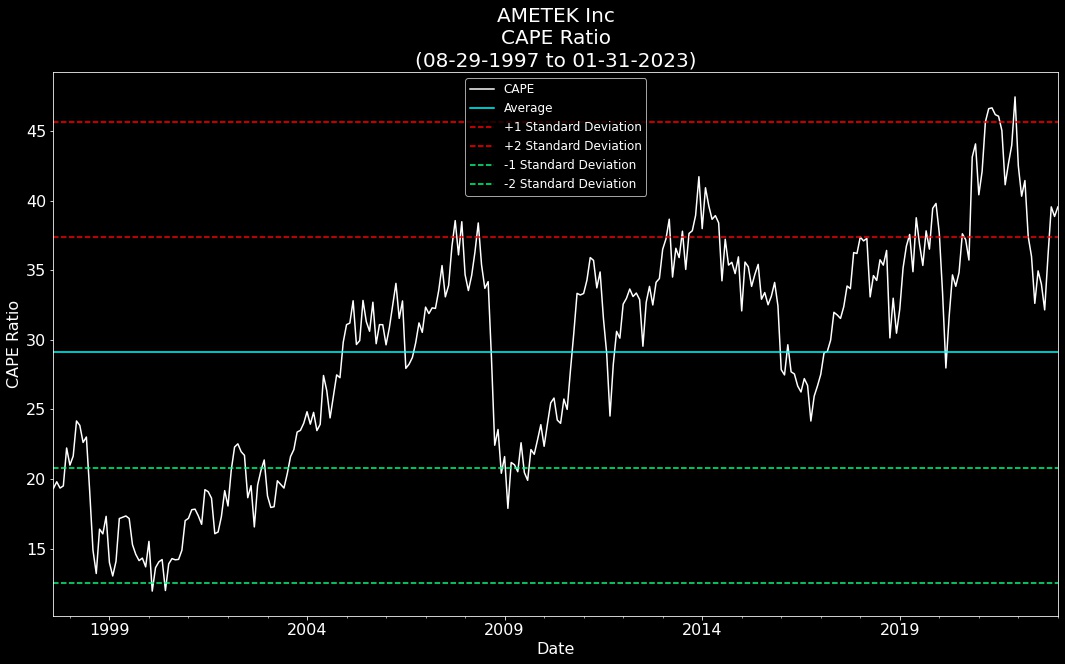 AMETEK Inc
CAPE Ratio
(08-29-1997 to 01-31-2023)
CAPE
Average
+1 Standard Deviation
+2 Standard Deviation
-1 Standard Deviation
-2 Standard Deviation
CAPE Ratio
45
40
35
30
25
20
15
1999
2004
2009
2014
2019
Date